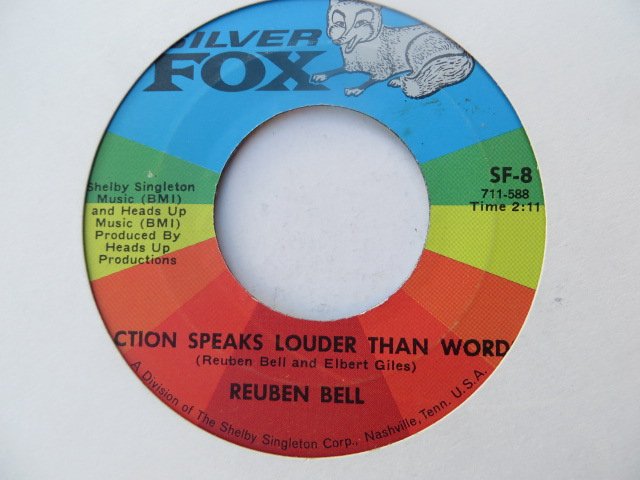 SILVER
FOX
Shelby Singleton
Music (BMI)
and Heads Up
Music (BMI)
Produced By
Heads Up
Productions
SF-8
711-588
Time 2:11
CTION SPEAKS LOUDER THAN WORD
(Reuben Bell and Elbert Giles)
REUBEN BELL
A Division of The Shelby Singleton Corp., Nashville, Tenn. U.S.A.